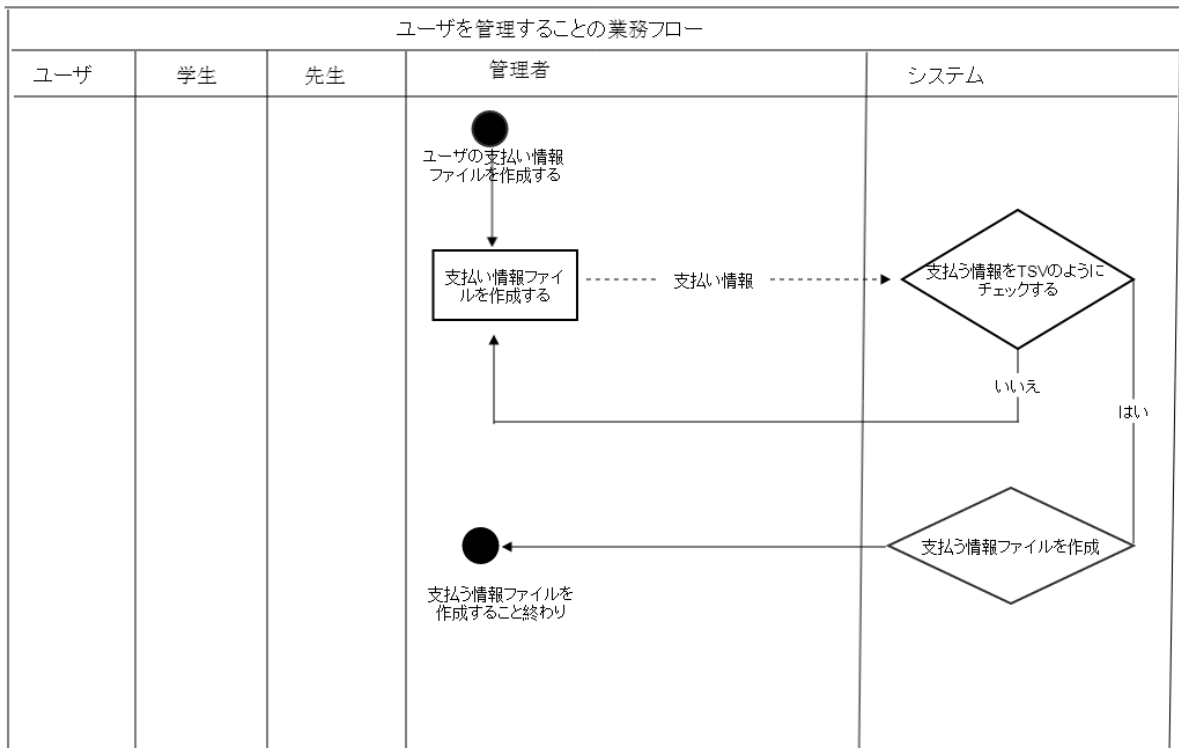 ユーザを管理することの業務フロー
ユーザ
学生
先生
管理者
システム
ユーザの支払い情報
ファイルを作成する
支払い情報ファイ
ルを作成する
支払い情報
支払う情報をTSVのように
チェックする
いいえ
はい
支払う情報ファイルを作成
支払う情報ファイルを
作成すること終わり